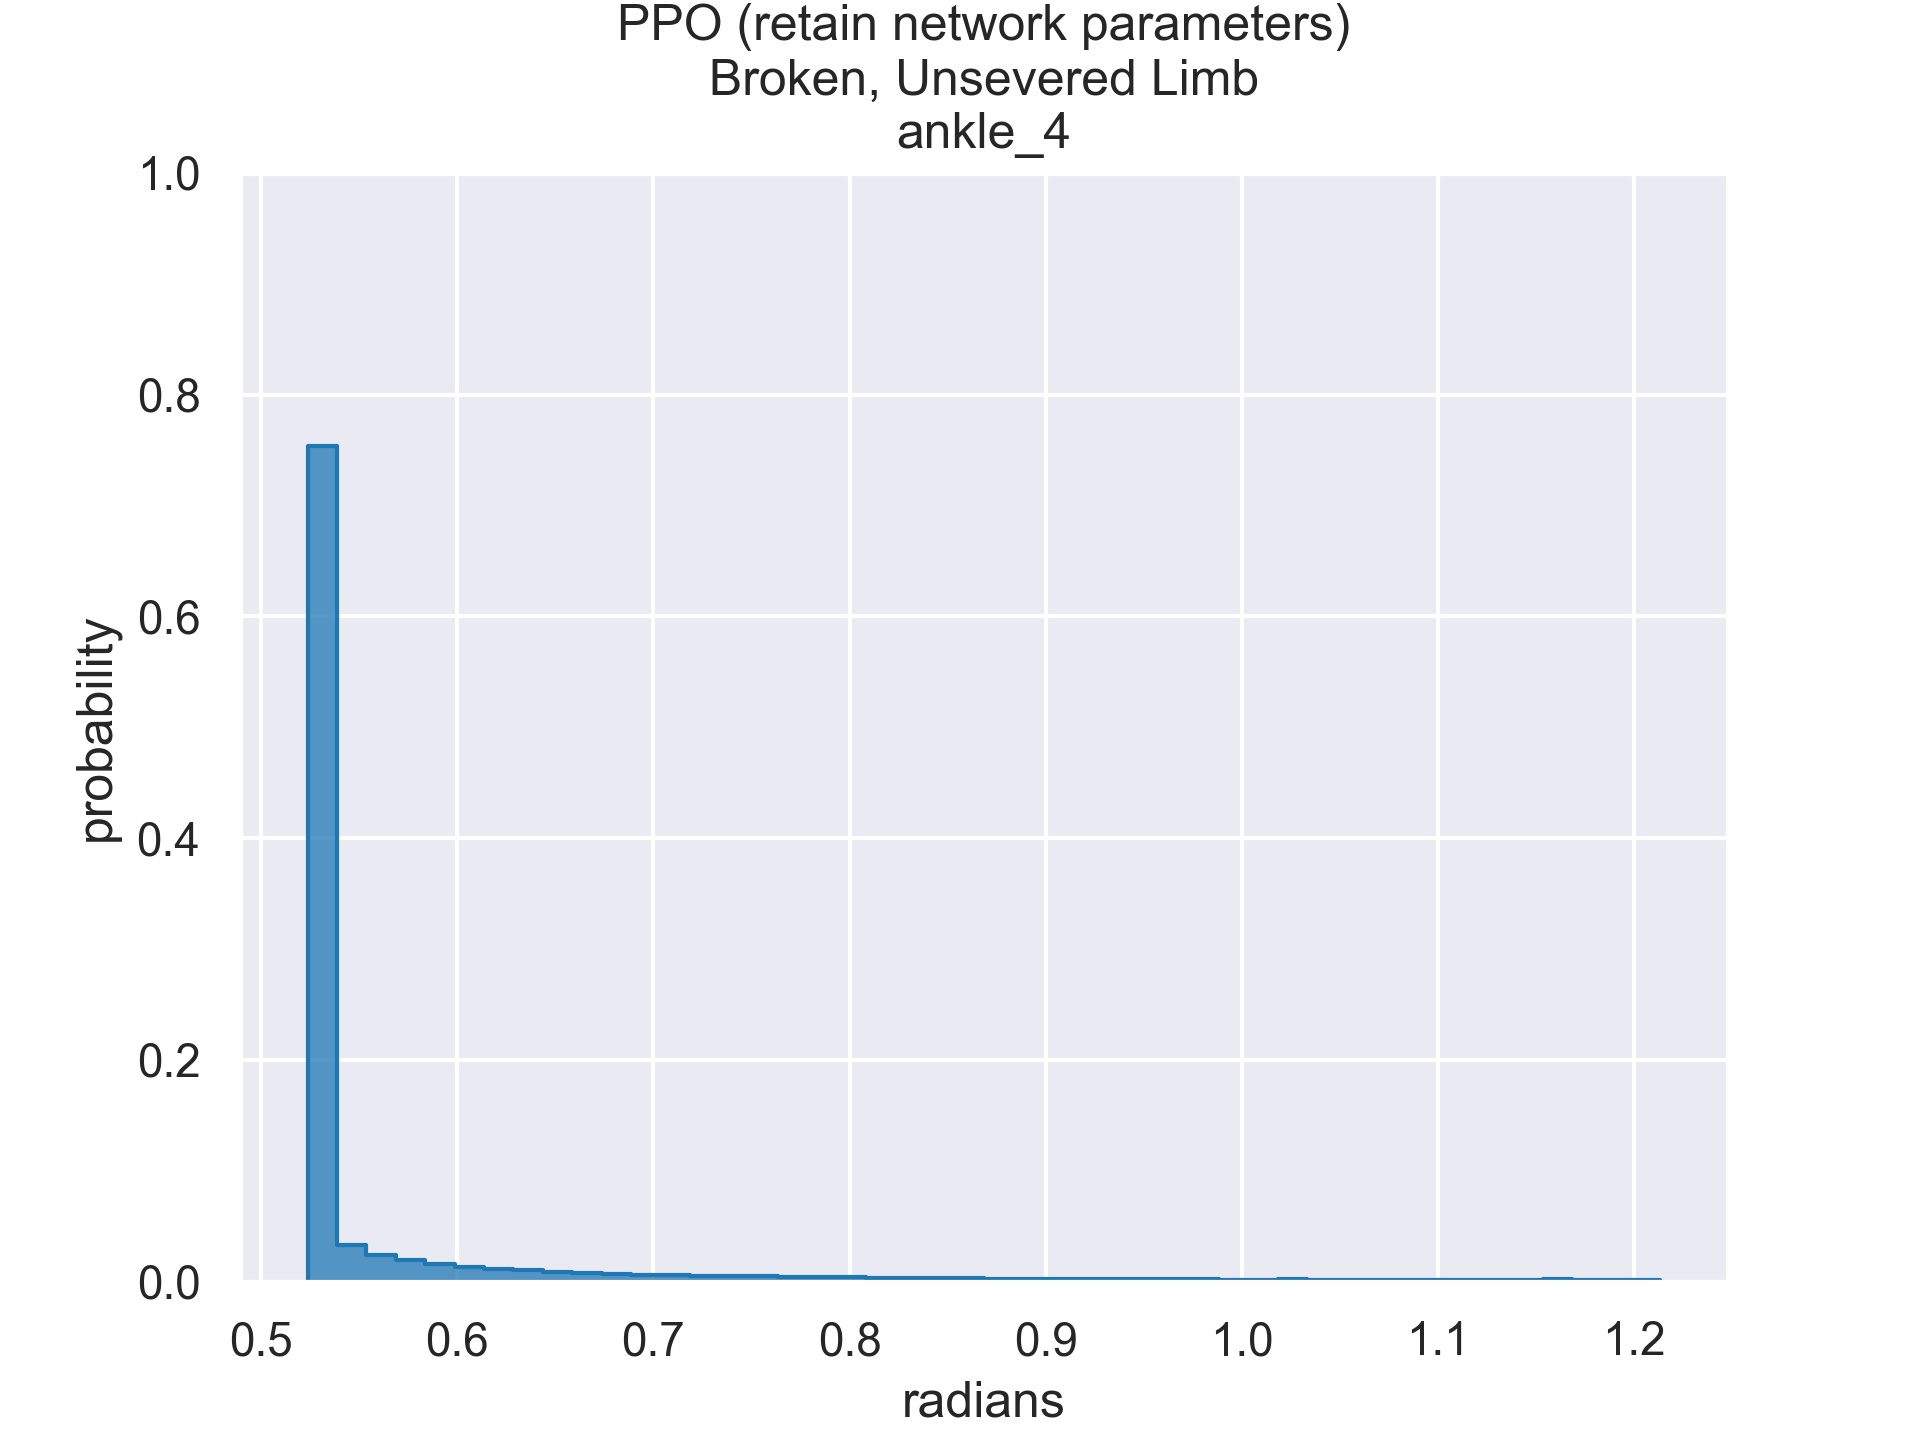 PPO (retain network parameters)
Broken, Unsevered Limb
ankle_4
1.0
0.8
0.6
0.4
0.2
0.0
probability
0.5 0.6 0.7 0.8 0.9 1.0 1.1 1.2
radians